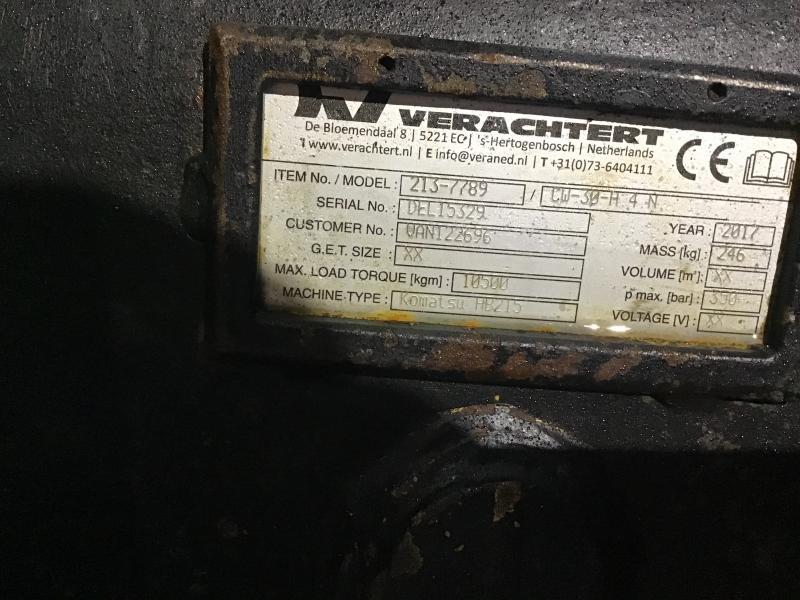 VERACHTERT
De Bloemendaal 8 | 5221 EC | 's-Hertogenbosch | Netherlands
I www.verachtert.nl | E info@veraned.nl | T +31(0)73-6404111
CE
ITEM No. / MODEL : 213-7789 / CW-30-H 4 N
SERIAL No. : DEL15329
YEAR : 2017
CUSTOMER No. : VAN122696
MASS [kg] : 246
G.E.T. SIZE : XX
VOLUME [m³] : XX
MAX. LOAD TORQUE [kgm] : 10500
p max. [bar] : 350
MACHINE TYPE : Komatsu HB215
VOLTAGE [V] : XX